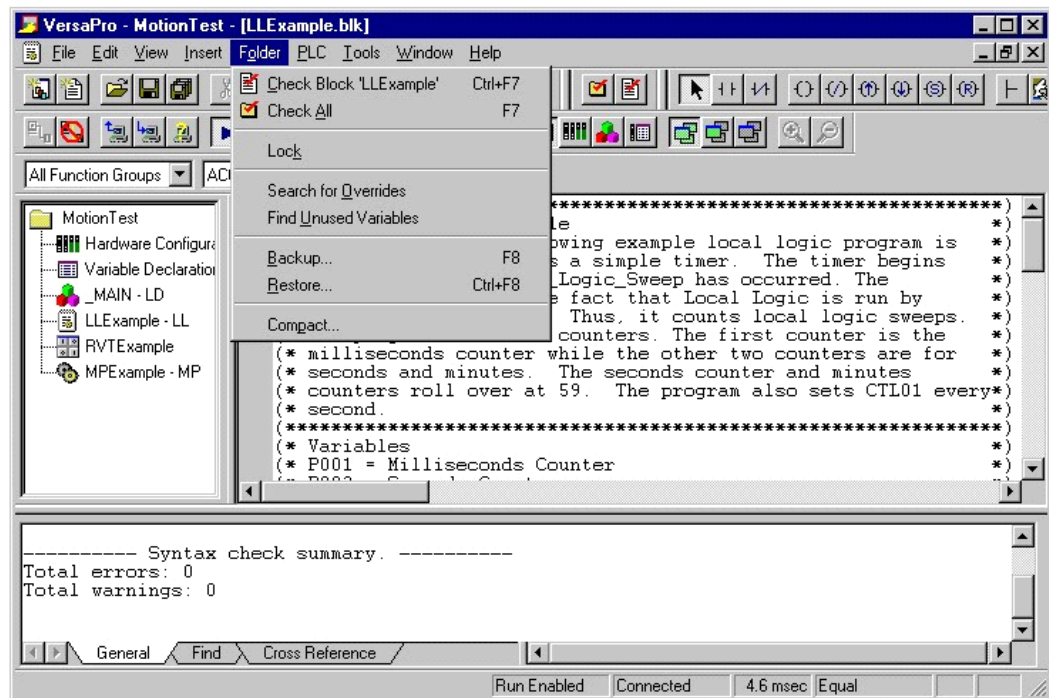 VersaPro - MotionTest - [LLExample.blk]
File Edit View Insert Folder PLC Tools Window Help
Check Block 'LLExample' Ctrl+F7
Check All F7
Lock
Search for Overrides
Find Unused Variables
Backup... F8
Restore... Ctrl+F8
Compact...
All Function Groups
MotionTest
Hardware Configura
Variable Declaration
_MAIN - LD
LLExample - LL
RVTExample
MPExample - MP
*****************************************)
le *)
owing example local logic program is *)
s a simple timer. The timer begins *)
_Logic_Sweep has occurred. The *)
e fact that Local Logic is run by *)
Thus, it counts local logic sweeps. *)
counters. The first counter is the *)
(* milliseconds counter while the other two counters are for *)
(* seconds and minutes. The seconds counter and minutes *)
(* counters roll over at 59. The program also sets CTL01 every*)
(* second. *)
(***************************************************************)
(* Variables *)
(* P001 = Milliseconds Counter *)
---------- Syntax check summary. ----------
Total errors: 0
Total warnings: 0
General Find Cross Reference
Run Enabled Connected 4.6 msec Equal